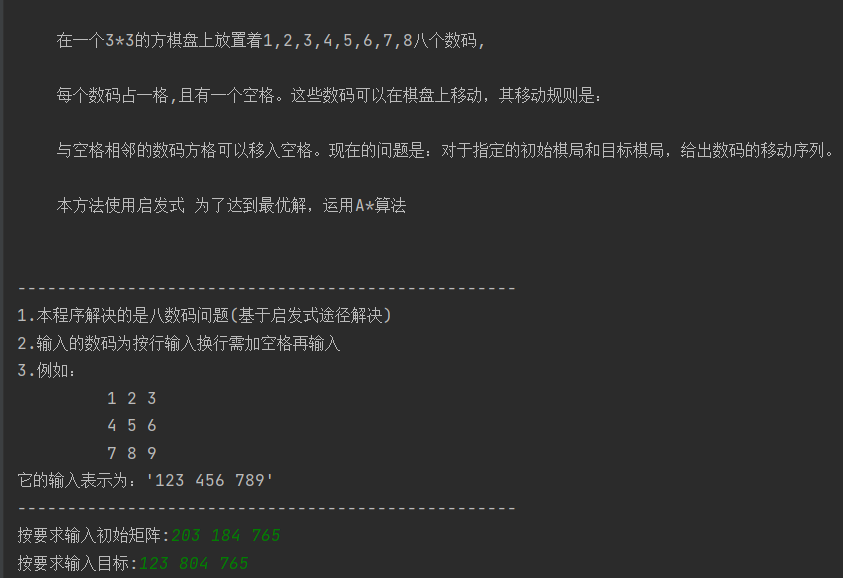 在一个3*3的方棋盘上放置着1,2,3,4,5,6,7,8八个数码,
每个数码占一格,且有一个空格。这些数码可以在棋盘上移动，其移动规则是：
与空格相邻的数码方格可以移入空格。现在的问题是：对于指定的初始棋局和目标棋局，给出数码的移动序列。
本方法使用启发式 为了达到最优解，运用A*算法
--------------------------------------------------
1.本程序解决的是八数码问题(基于启发式途径解决)
2.输入的数码为按行输入换行需加空格再输入
3.例如：
1 2 3
4 5 6
7 8 9
它的输入表示为：'123 456 789'
--------------------------------------------------
按要求输入初始矩阵:203 184 765
按要求输入目标:123 804 765